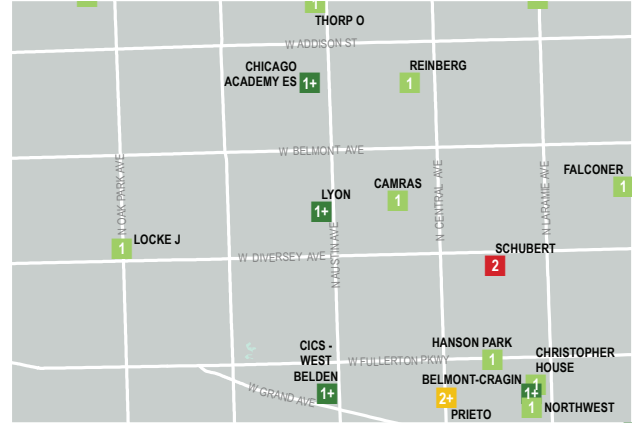 1
THORP O
W ADDISON ST
CHICAGO
ACADEMY ES
1+
REINBERG
1
W BELMONT AVE
N OAK PARK AVE
N CENTRAL AVE
N LARAMIE AVE
FALCONER
1
CAMRAS
1
LYON
1+
N AUSTIN AVE
LOCKE J
1
W DIVERSEY AVE
SCHUBERT
2
CICS -
WEST
BELDEN
1+
W FULLERTON PKWY
W GRAND AVE
HANSON PARK
1
CHRISTOPHER
HOUSE
1
BELMONT-CRAGIN
1+
2+
PRIETO
1
NORTHWEST